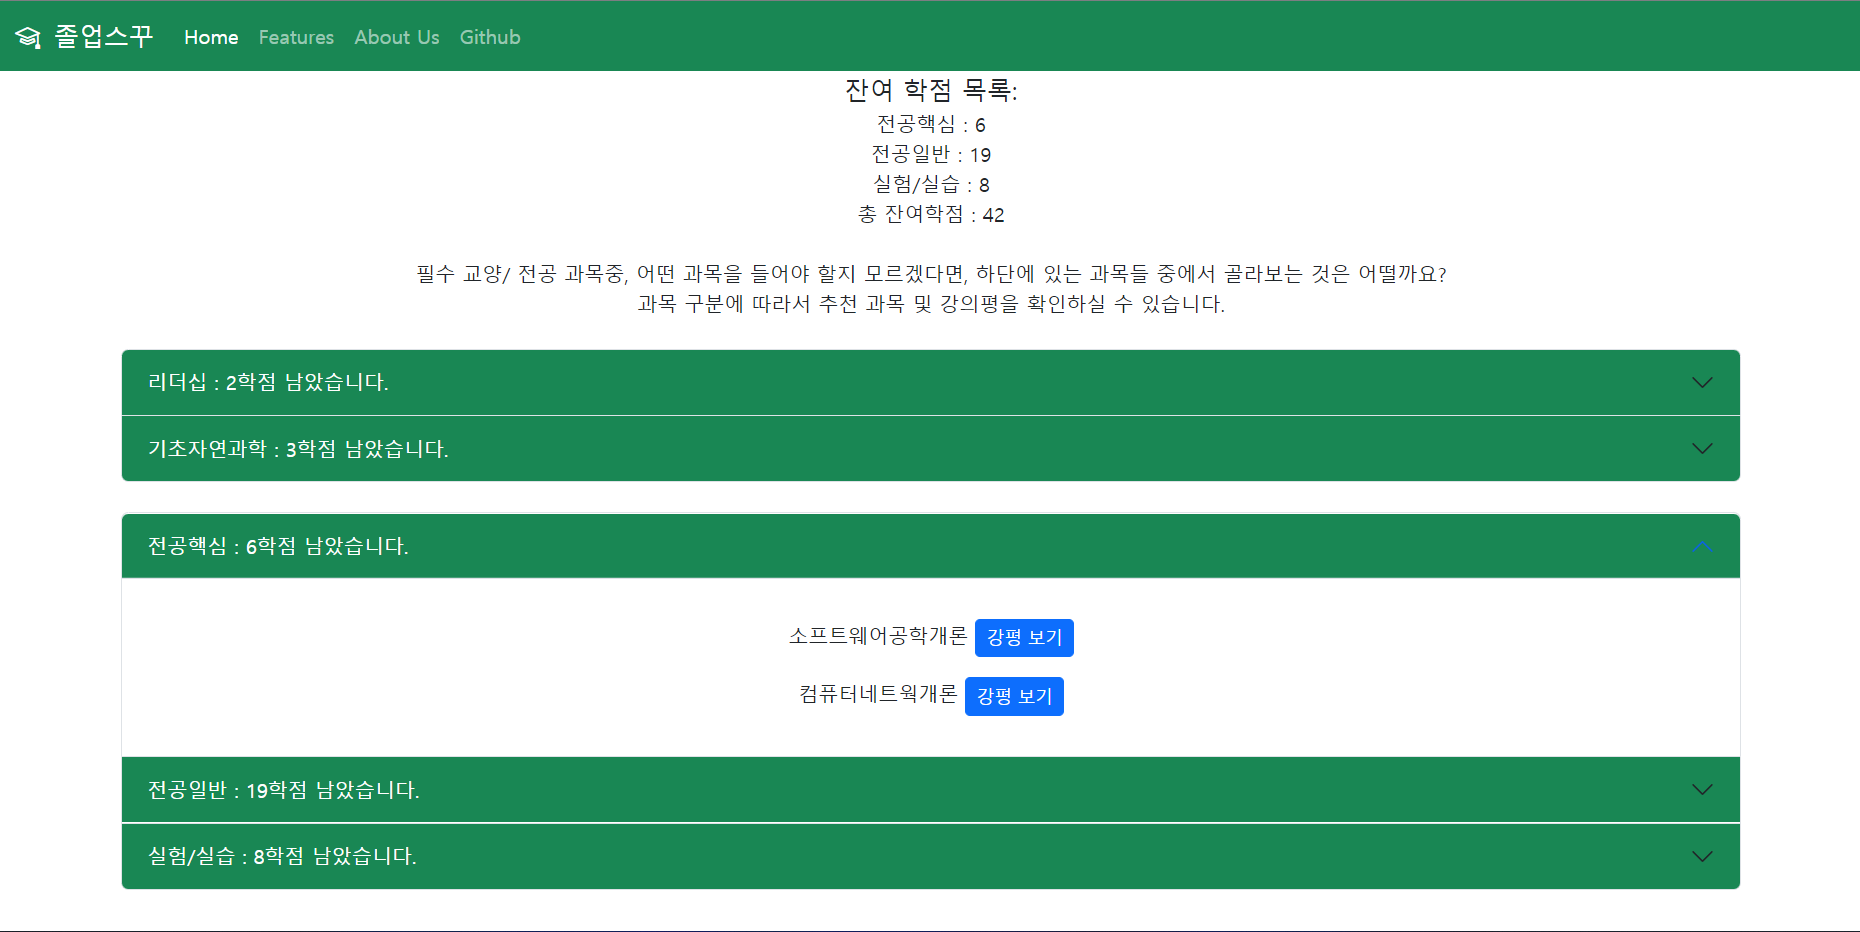 졸업스꾸 Home Features About Us Github
잔여 학점 목록:
전공핵심 : 6
전공일반 : 19
실험/실습 : 8
총 잔여학점 : 42
필수 교양/ 전공 과목중, 어떤 과목을 들어야 할지 모르겠다면, 하단에 있는 과목들 중에서 골라보는 것은 어떨까요?
과목 구분에 따라서 추천 과목 및 강의평을 확인하실 수 있습니다.
리더십 : 2학점 남았습니다.
기초자연과학 : 3학점 남았습니다.
전공핵심 : 6학점 남았습니다.
소프트웨어공학개론 강평 보기
컴퓨터네트웍개론 강평 보기
전공일반 : 19학점 남았습니다.
실험/실습 : 8학점 남았습니다.